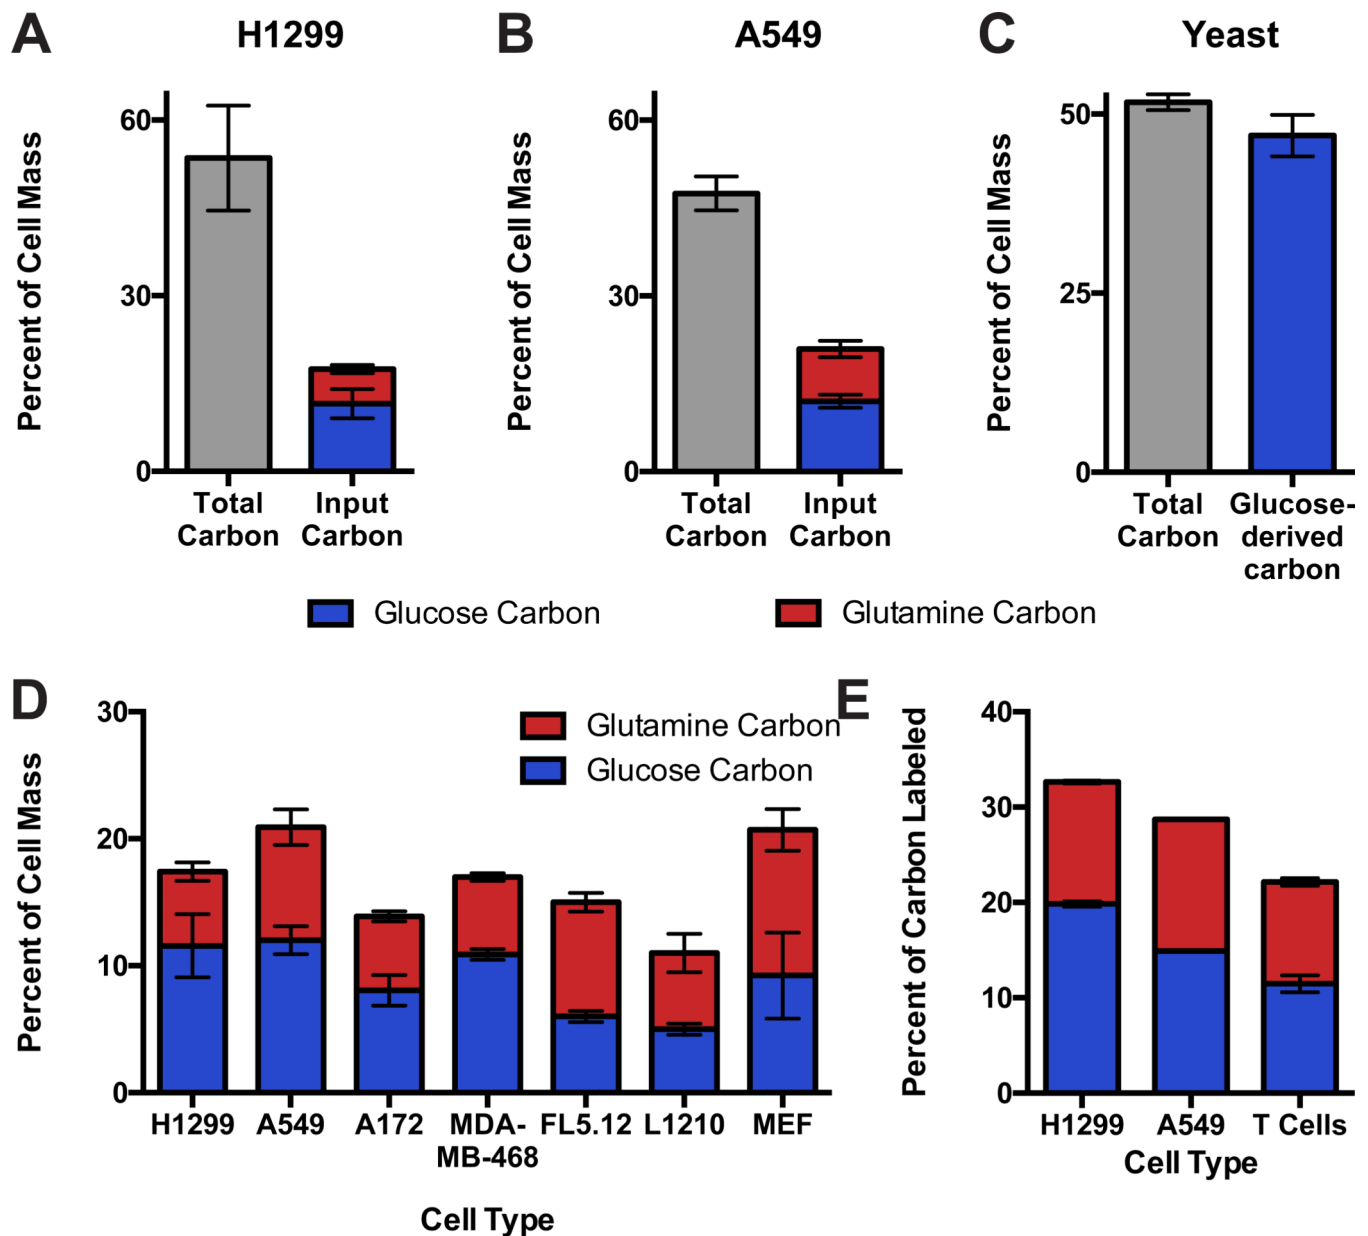 A
H1299
Percent of Cell Mass
60
30
0
Total
Carbon
Input
Carbon
B
A549
Percent of Cell Mass
60
30
0
Total
Carbon
Input
Carbon
C
Yeast
Percent of Cell Mass
50
25
0
Total
Carbon
Glucose-
derived
carbon
Glucose Carbon
Glutamine Carbon
D
Percent of Cell Mass
30
20
10
0
Glutamine Carbon
Glucose Carbon
H1299
A549
A172
MDA-
MB-468
FL5.12
L1210
MEF
Cell Type
E
Percent of Carbon Labeled
40
30
20
10
0
H1299
A549
T Cells
Cell Type